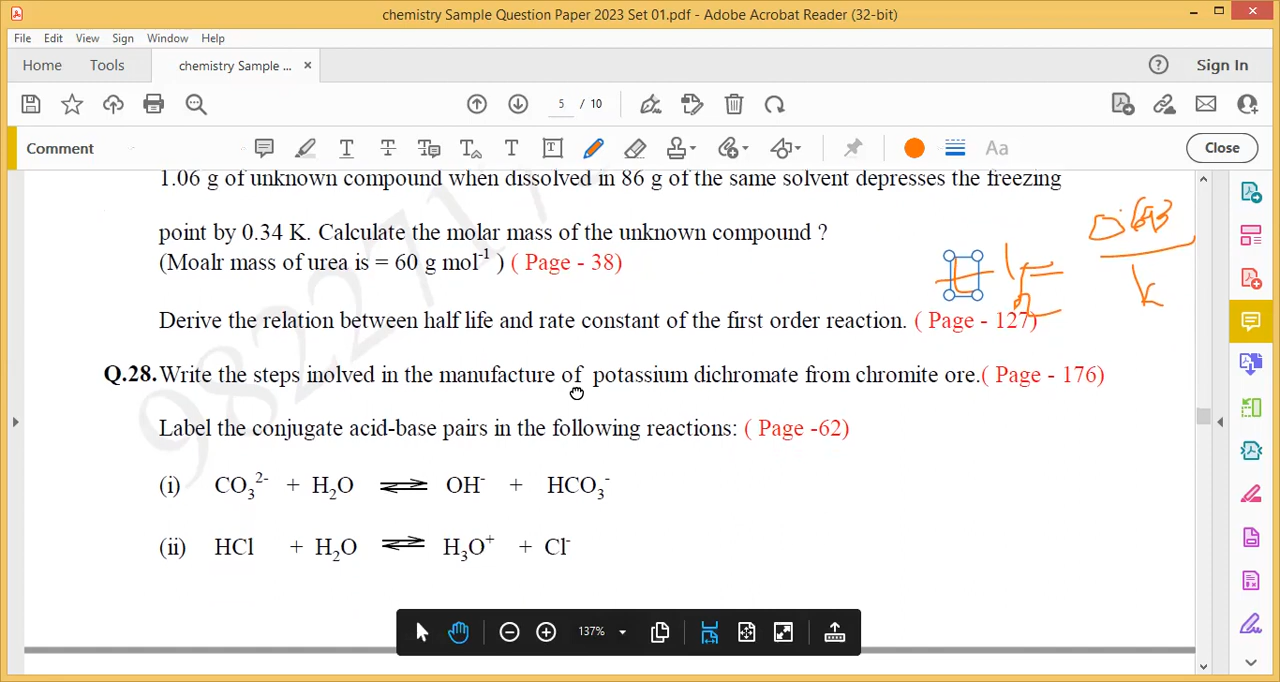 chemistry Sample Question Paper 2023 Set 01.pdf - Adobe Acrobat Reader (32-bit)
File Edit View Sign Window Help
Home Tools chemistry Sample ... × Sign In
5 / 10
Comment Close
1.06 g of unknown compound when dissolved in 86 g of the same solvent depresses the freezing
point by 0.34 K. Calculate the molar mass of the unknown compound ?
(Moalr mass of urea is = 60 g mol-1 ) ( Page - 38)
Derive the relation between half life and rate constant of the first order reaction. ( Page - 127)
Q.28. Write the steps inolved in the manufacture of potassium dichromate from chromite ore.( Page - 176)
Label the conjugate acid-base pairs in the following reactions: ( Page -62)
(i) CO3 2- + H2O ⇌ OH- + HCO3-
(ii) HCl + H2O ⇌ H3O+ + Cl-
137%
9822717